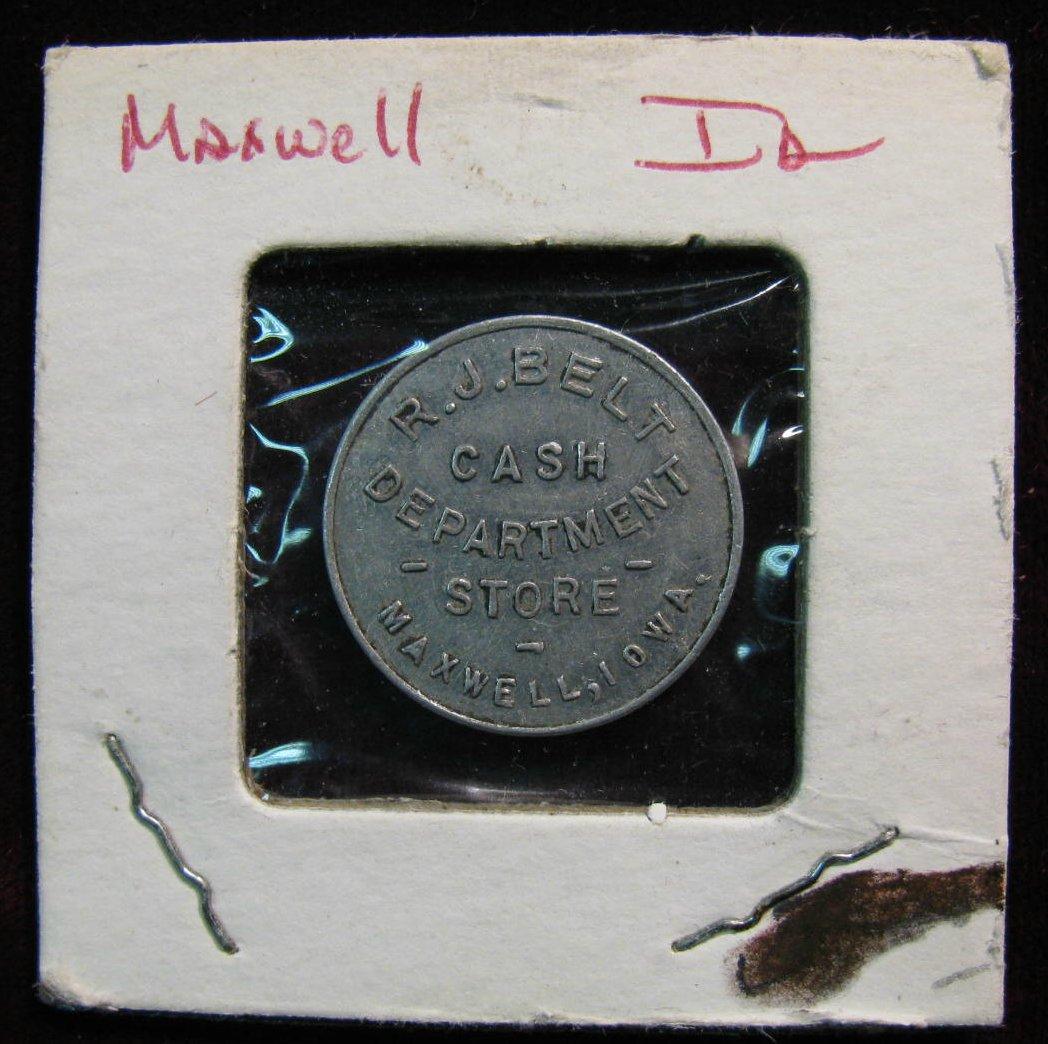 Maxwell Ia
R.J.BELT
CASH
DEPARTMENT
- STORE -
-
MAXWELL, IOWA.